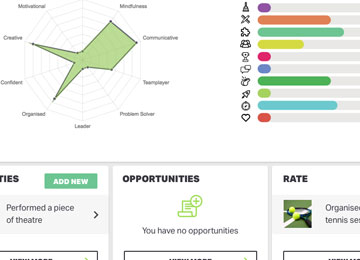 Motivational
Mindfulness
Creative
Communicative
Confident
Teamplayer
Organised
Problem Solver
Leader
TIES
ADD NEW
OPPORTUNITIES
RATE
Performed a piece
of theatre
You have no opportunities
Organise
tennis ses